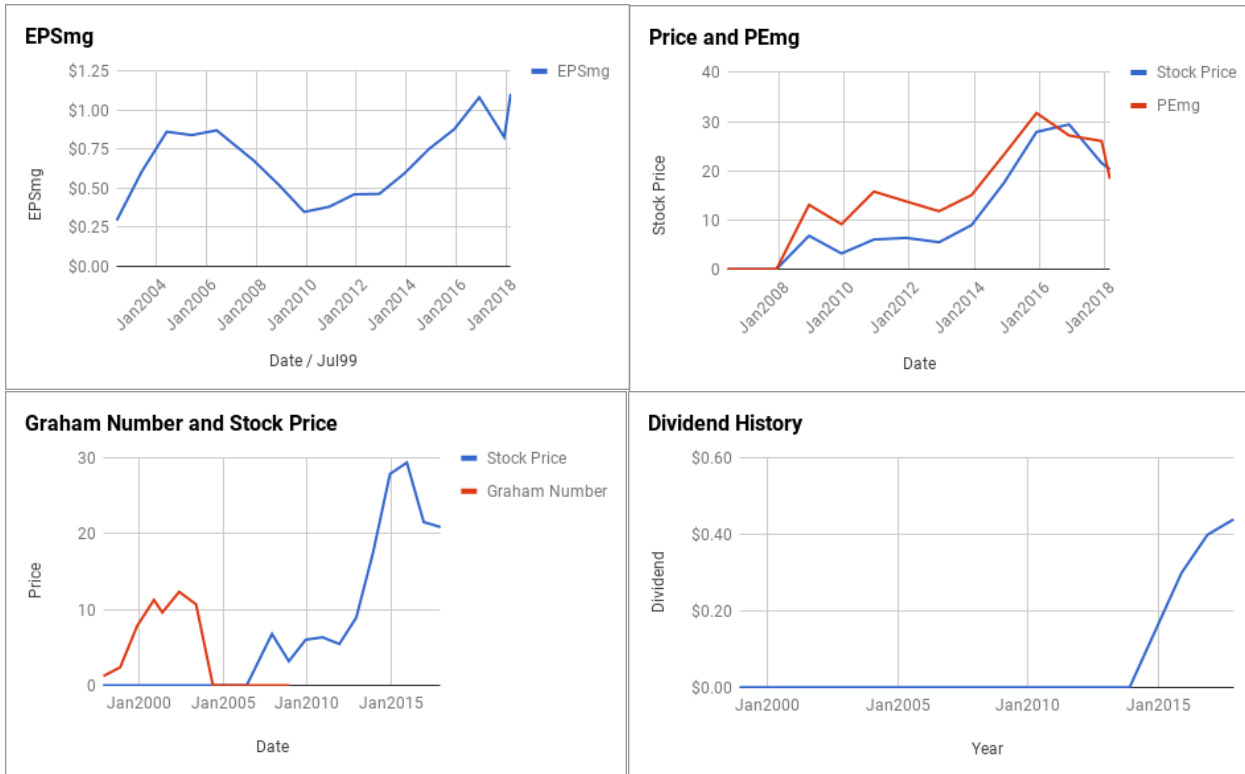 EPSmg
$1.25
$1.00
$0.75
$0.50
$0.25
$0.00
EPSmg
EPSmg
Jan2004
Jan2006
Jan2008
Jan2010
Jan2012
Jan2014
Jan2016
Jan2018
Date / Jul99
Price and PEmg
40
30
20
10
0
Stock Price
Stock Price
PEmg
Jan2008
Jan2010
Jan2012
Jan2014
Jan2016
Jan2018
Date
Graham Number and Stock Price
30
20
10
0
Price
Stock Price
Graham Number
Jan2000
Jan2005
Jan2010
Jan2015
Date
Dividend History
$0.60
$0.40
$0.20
$0.00
Dividend
Jan2000
Jan2005
Jan2010
Jan2015
Year